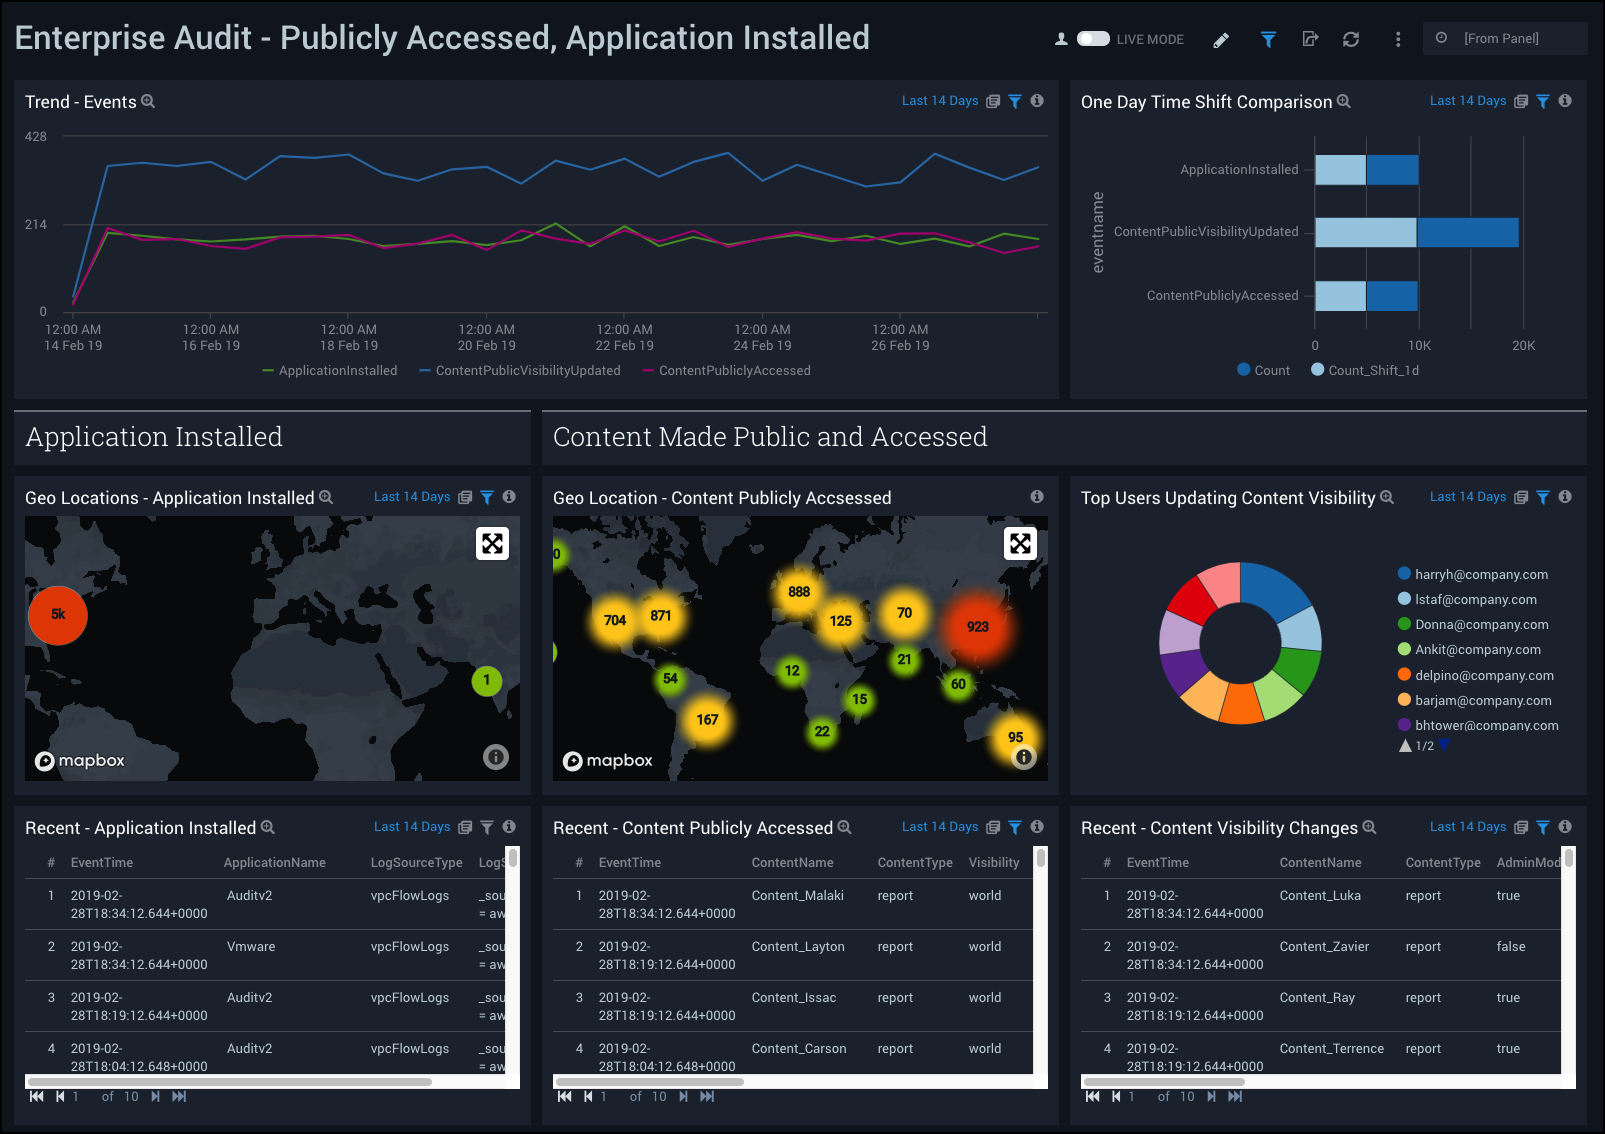 Enterprise Audit - Publicly Accessed, Application Installed
LIVE MODE
[From Panel]
Trend - Events
Last 14 Days
428
214
0
12:00 AM 12:00 AM 12:00 AM 12:00 AM 12:00 AM 12:00 AM 12:00 AM
14 Feb 19 16 Feb 19 18 Feb 19 20 Feb 19 22 Feb 19 24 Feb 19 26 Feb 19
ApplicationInstalled ContentPublicVisibilityUpdated ContentPubliclyAccessed
One Day Time Shift Comparison
Last 14 Days
eventname
ApplicationInstalled
ContentPublicVisibilityUpdated
ContentPubliclyAccessed
0 10K 20K
Count Count_Shift_1d
Application Installed
Content Made Public and Accessed
Geo Locations - Application Installed
Last 14 Days
5k
1
mapbox
Geo Location - Content Publicly Accsessed
0
888
704 871 125 70 923
54 12 21 60
15
167 22 95
mapbox
Top Users Updating Content Visibility
Last 14 Days
harryh@company.com
lstaf@company.com
Donna@company.com
Ankit@company.com
delpino@company.com
barjam@company.com
bhtower@company.com
1/2
Recent - Application Installed
Last 14 Days
# EventTime ApplicationName LogSourceType LogS
1 2019-02- Auditv2 vpcFlowLogs _sou
28T18:34:12.644+0000 = aw
2 2019-02- Vmware vpcFlowLogs _sou
28T18:34:12.644+0000 = aw
3 2019-02- Auditv2 vpcFlowLogs _sou
28T18:19:12.644+0000 = aw
4 2019-02- Auditv2 vpcFlowLogs _sou
28T18:04:12.648+0000 = aw
1 of 10
Recent - Content Publicly Accessed
Last 14 Days
# EventTime ContentName ContentType Visibility
1 2019-02- Content_Malaki report world
28T18:34:12.644+0000
2 2019-02- Content_Layton report world
28T18:19:12.644+0000
3 2019-02- Content_Issac report world
28T18:19:12.644+0000
4 2019-02- Content_Carson report world
28T18:04:12.648+0000
1 of 10
Recent - Content Visibility Changes
Last 14 Days
# EventTime ContentName ContentType AdminMod
1 2019-02- Content_Luka report true
28T18:34:12.644+0000
2 2019-02- Content_Zavier report false
28T18:34:12.644+0000
3 2019-02- Content_Ray report true
28T18:19:12.644+0000
4 2019-02- Content_Terrence report true
28T18:19:12.644+0000
1 of 10